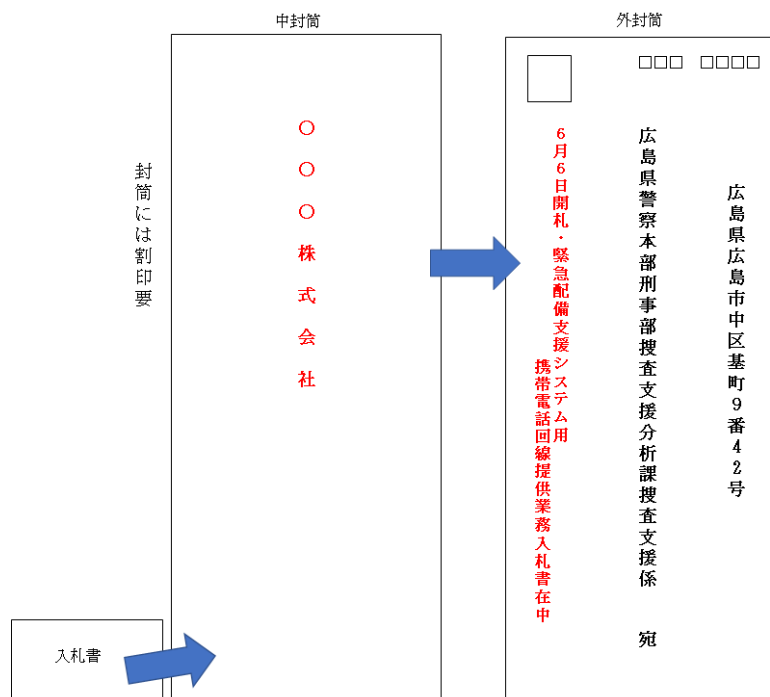 中封筒
外封筒
□□□ □□□□
広島県広島市中区基町9番42号
広島県警察本部刑事部捜査支援分析課捜査支援係 宛
6月6日開札・緊急配備支援システム用
携帯電話回線提供業務入札書在中
〇〇〇株式会社
封筒には割印要
入札書